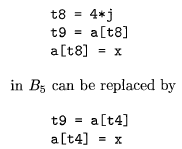 t8 = 4*j
t9 = a[t8]
a[t8] = x
in B5 can be replaced by
t9 = a[t4]
a[t4] = x